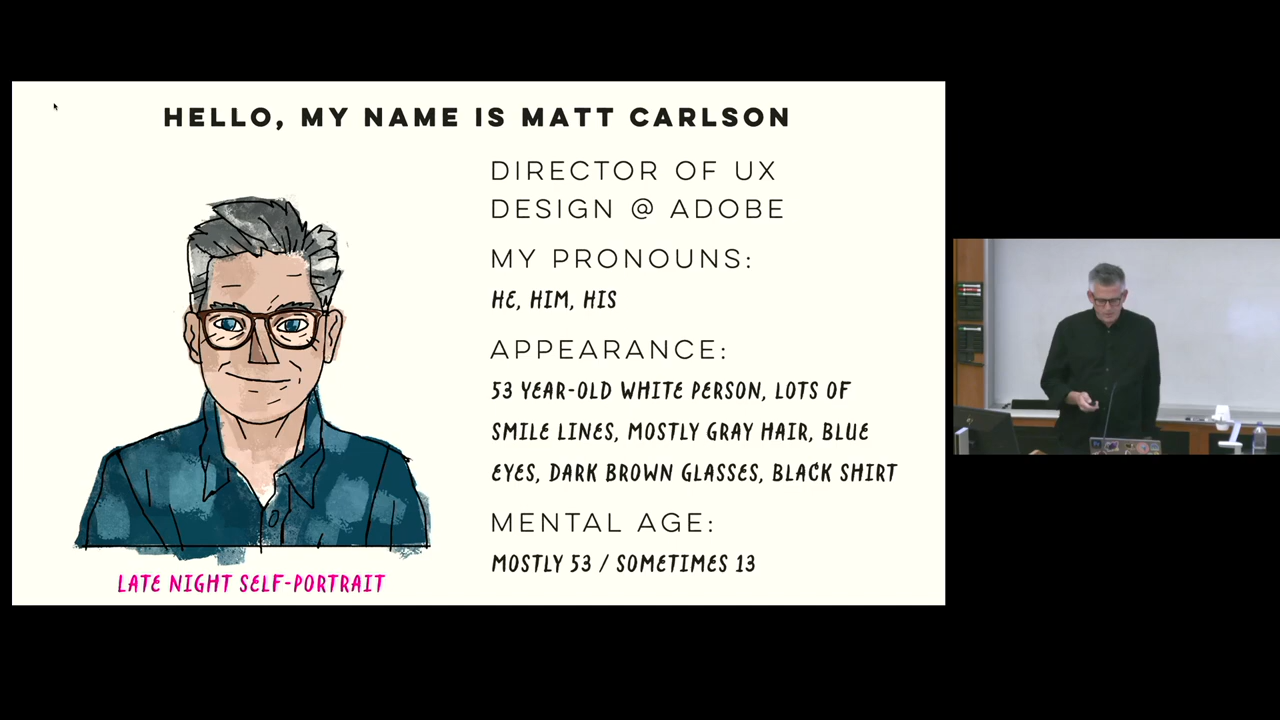 HELLO, MY NAME IS MATT CARLSON
DIRECTOR OF UX
DESIGN @ ADOBE
MY PRONOUNS:
HE, HIM, HIS
APPEARANCE:
53 YEAR-OLD WHITE PERSON, LOTS OF
SMILE LINES, MOSTLY GRAY HAIR, BLUE
EYES, DARK BROWN GLASSES, BLACK SHIRT
MENTAL AGE:
MOSTLY 53 / SOMETIMES 13
LATE NIGHT SELF-PORTRAIT